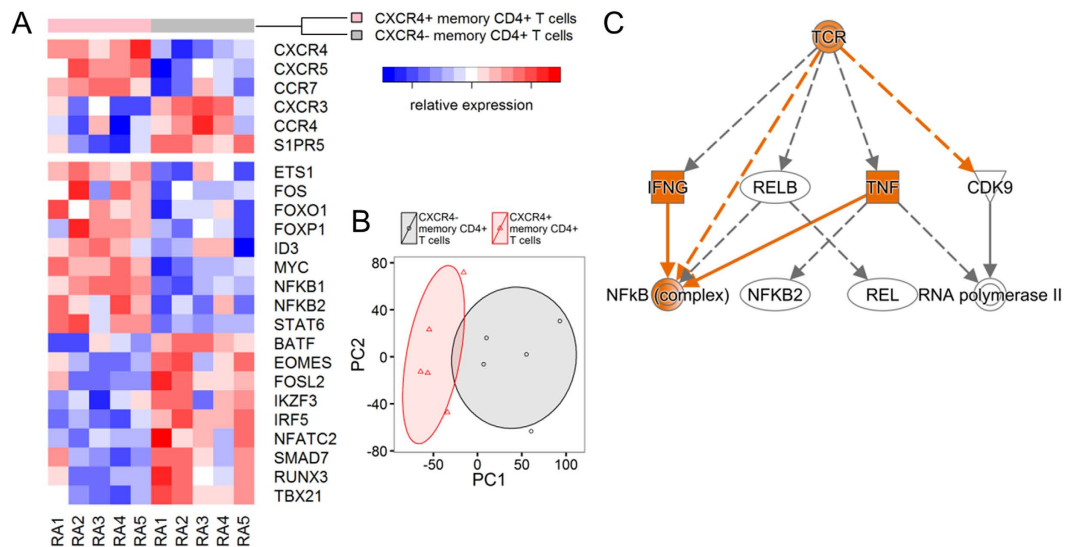 A
CXCR4+ memory CD4+ T cells
CXCR4- memory CD4+ T cells
relative expression
CXCR4
CXCR5
CCR7
CXCR3
CCR4
S1PR5
ETS1
FOS
FOXO1
FOXP1
ID3
MYC
NFKB1
NFKB2
STAT6
BATF
EOMES
FOSL2
IKZF3
IRF5
NFATC2
SMAD7
RUNX3
TBX21
RA1 RA2 RA3 RA4 RA5 RA1 RA2 RA3 RA4 RA5
B
CXCR4-
memory CD4+
T cells
CXCR4+
memory CD4+
T cells
PC2
80
40
0
-40
-80
-50 0 50 100
PC1
C
TCR
IFNG RELB TNF CDK9
NFkB (complex) NFKB2 REL RNA polymerase II